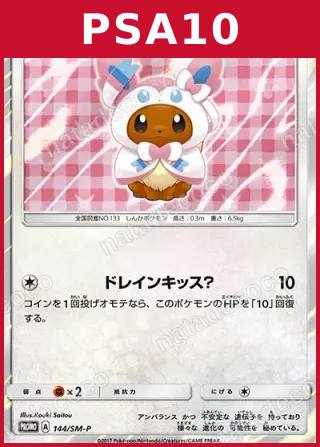 PSA10
全国図鑑NO.133 しんかポケモン 高さ:0.3m 重さ:6.5kg
ドレインキッス? 10
コインを1回投げオモテなら、このポケモンのHPを「10」回復
する。
弱点 ×2 抵抗力 にげる
Illus.Kouki Saitou
PROMO A 144/SM-P
アンバランス かつ 不安定な 遺伝子を 持っており
様々な 進化の 可能性を 秘めている。
©2017 Pokémon/Nintendo/Creatures/GAME FREAK.